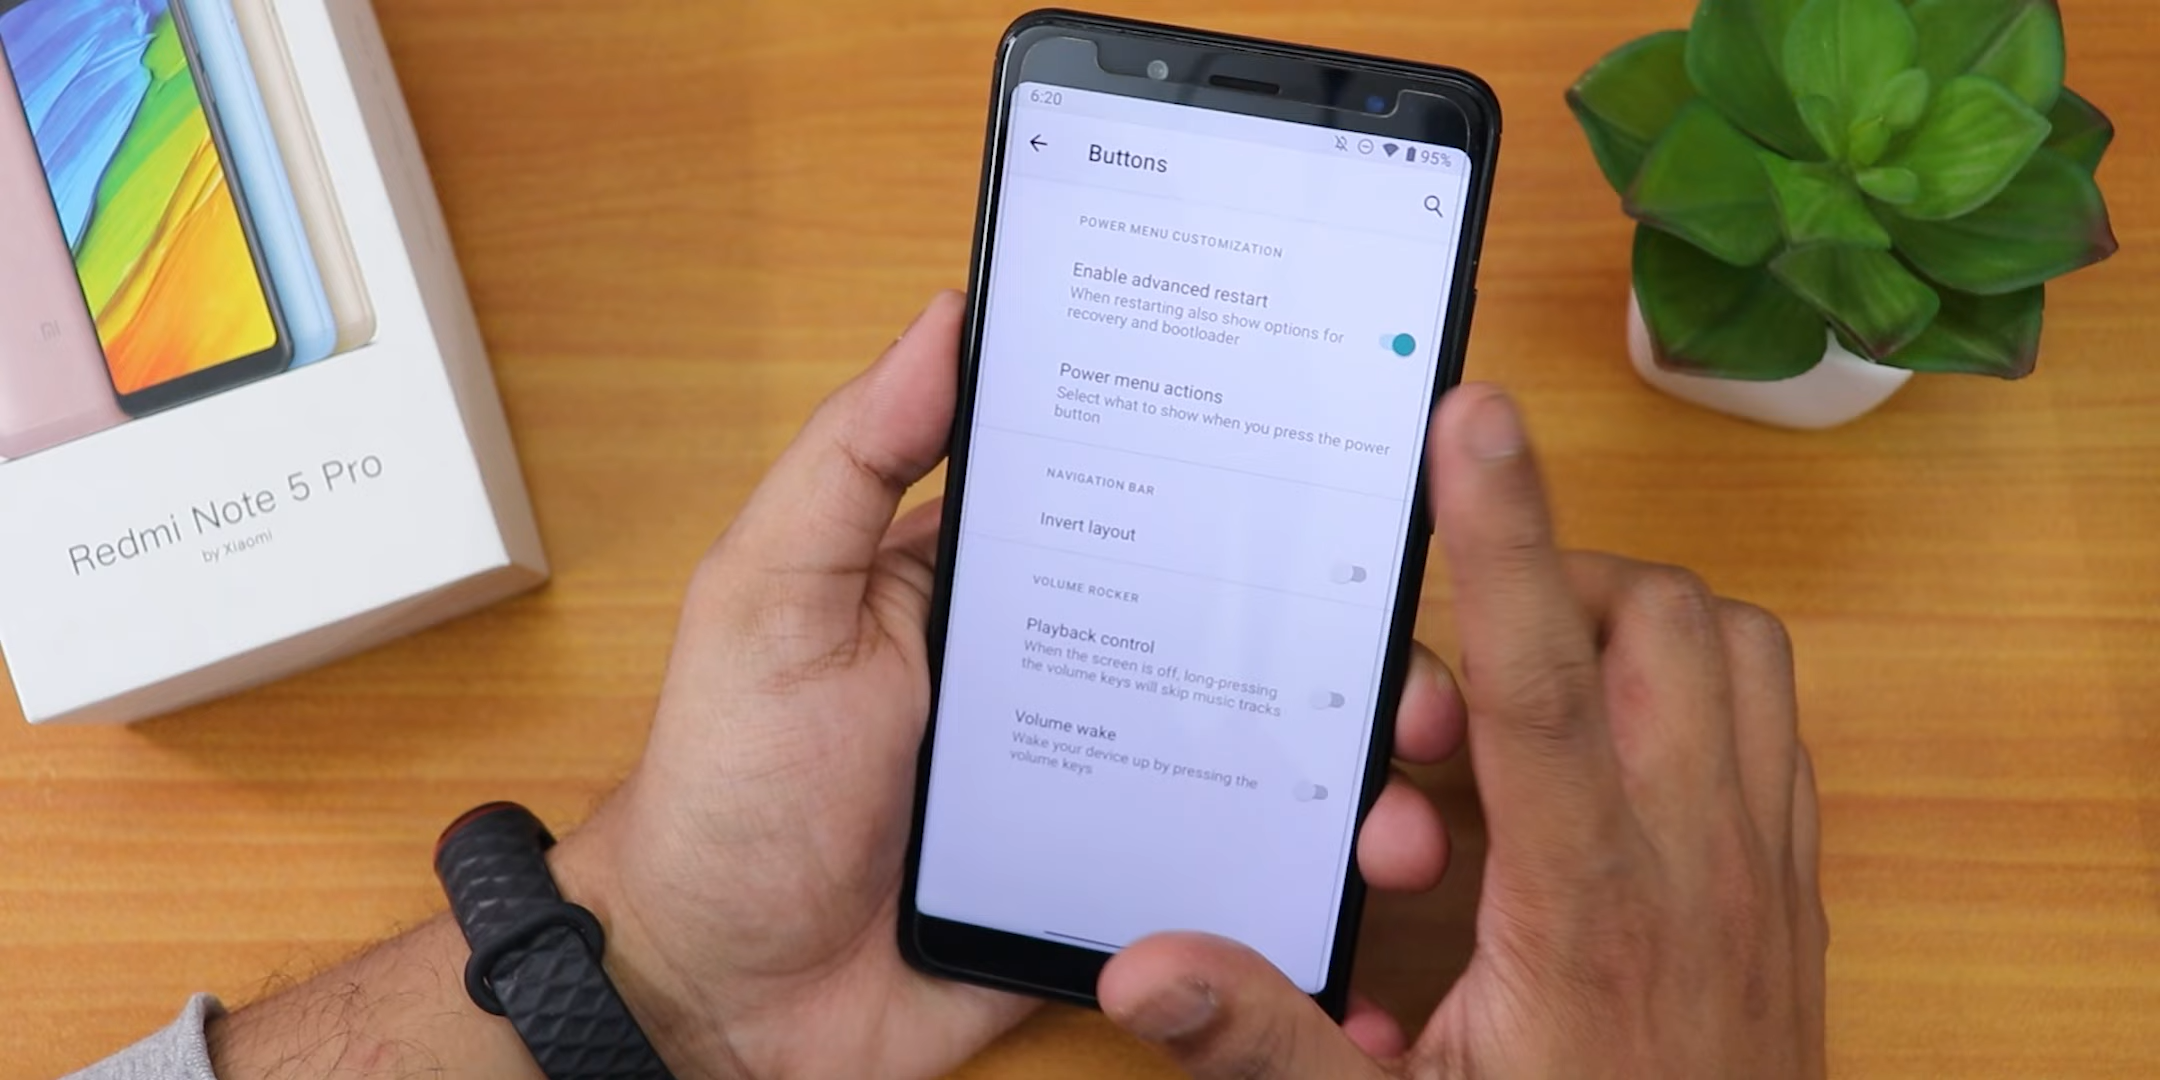 6:20
95%
Buttons
POWER MENU CUSTOMIZATION
Enable advanced restart
When restarting also show options for
recovery and bootloader
Power menu actions
Select what to show when you press the power
button
NAVIGATION BAR
Invert layout
VOLUME ROCKER
Playback control
When the screen is off, long-pressing
the volume keys will skip music tracks
Volume wake
Wake your device up by pressing the
volume keys
MI
Redmi Note 5 Pro
by Xiaomi